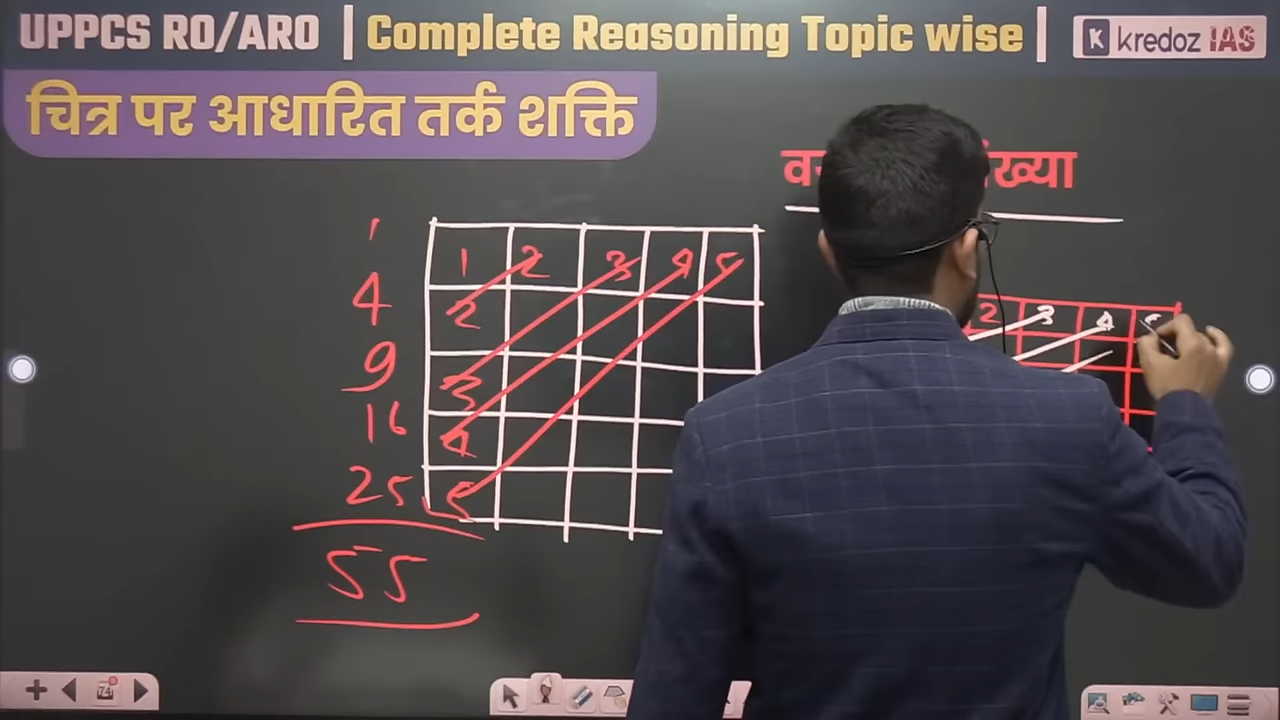 UPPCS RO/ARO | Complete Reasoning Topic wise |
K kredoz IAS
चित्र पर आधारित तर्क शक्ति
1
4
9
16
25
55
1 2 3 4 5
2
3
4
5
2 3 4
74